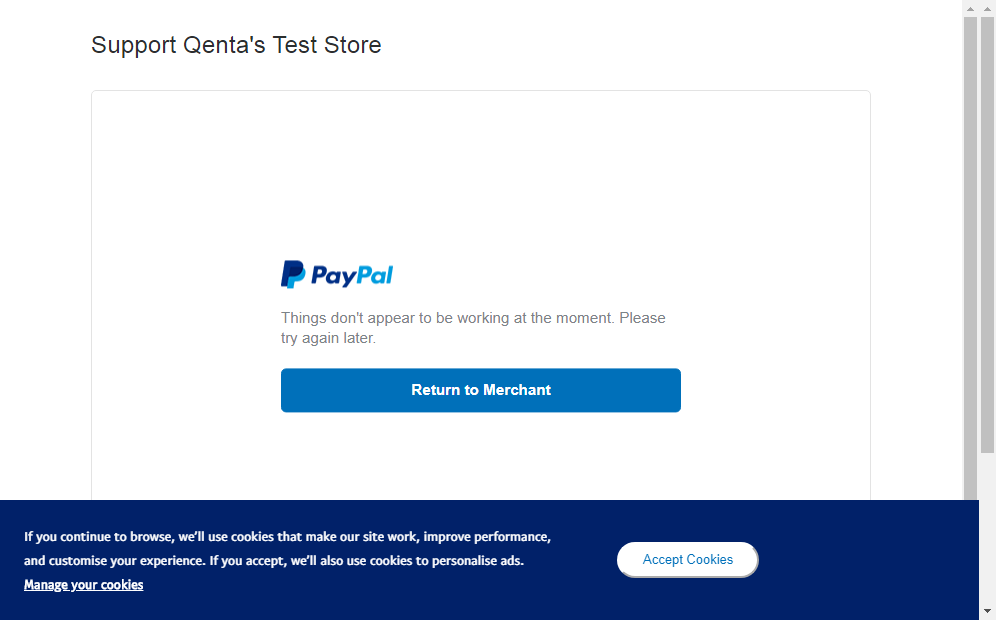 Support Qenta's Test Store
PayPal
Things don't appear to be working at the moment. Please
try again later.
Return to Merchant
If you continue to browse, we'll use cookies that make our site work, improve performance,
and customise your experience. If you accept, we'll also use cookies to personalise ads.
Manage your cookies
Accept Cookies